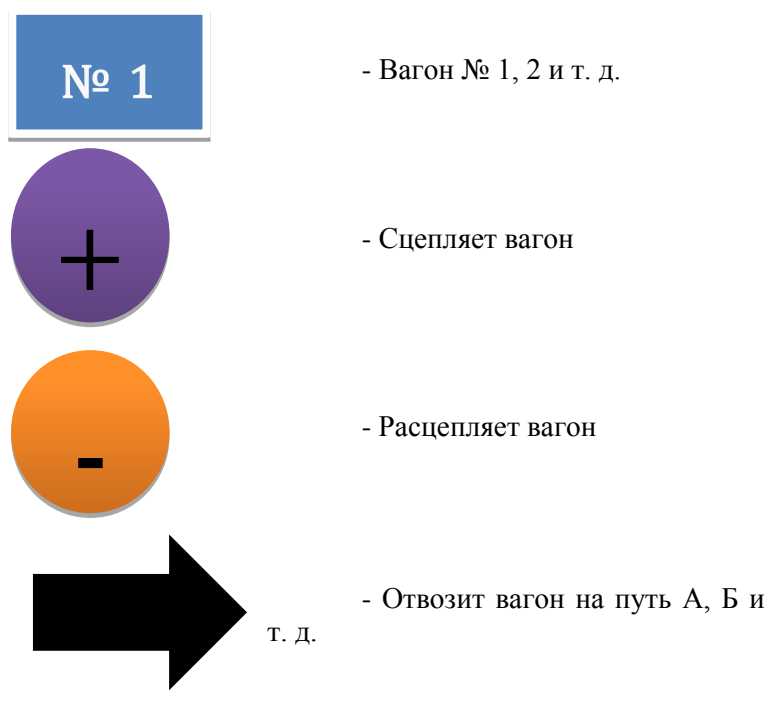 № 1
- Вагон № 1, 2 и т. д.
+
- Сцепляет вагон
-
- Расцепляет вагон
- Отвозит вагон на путь А, Б и
т. д.